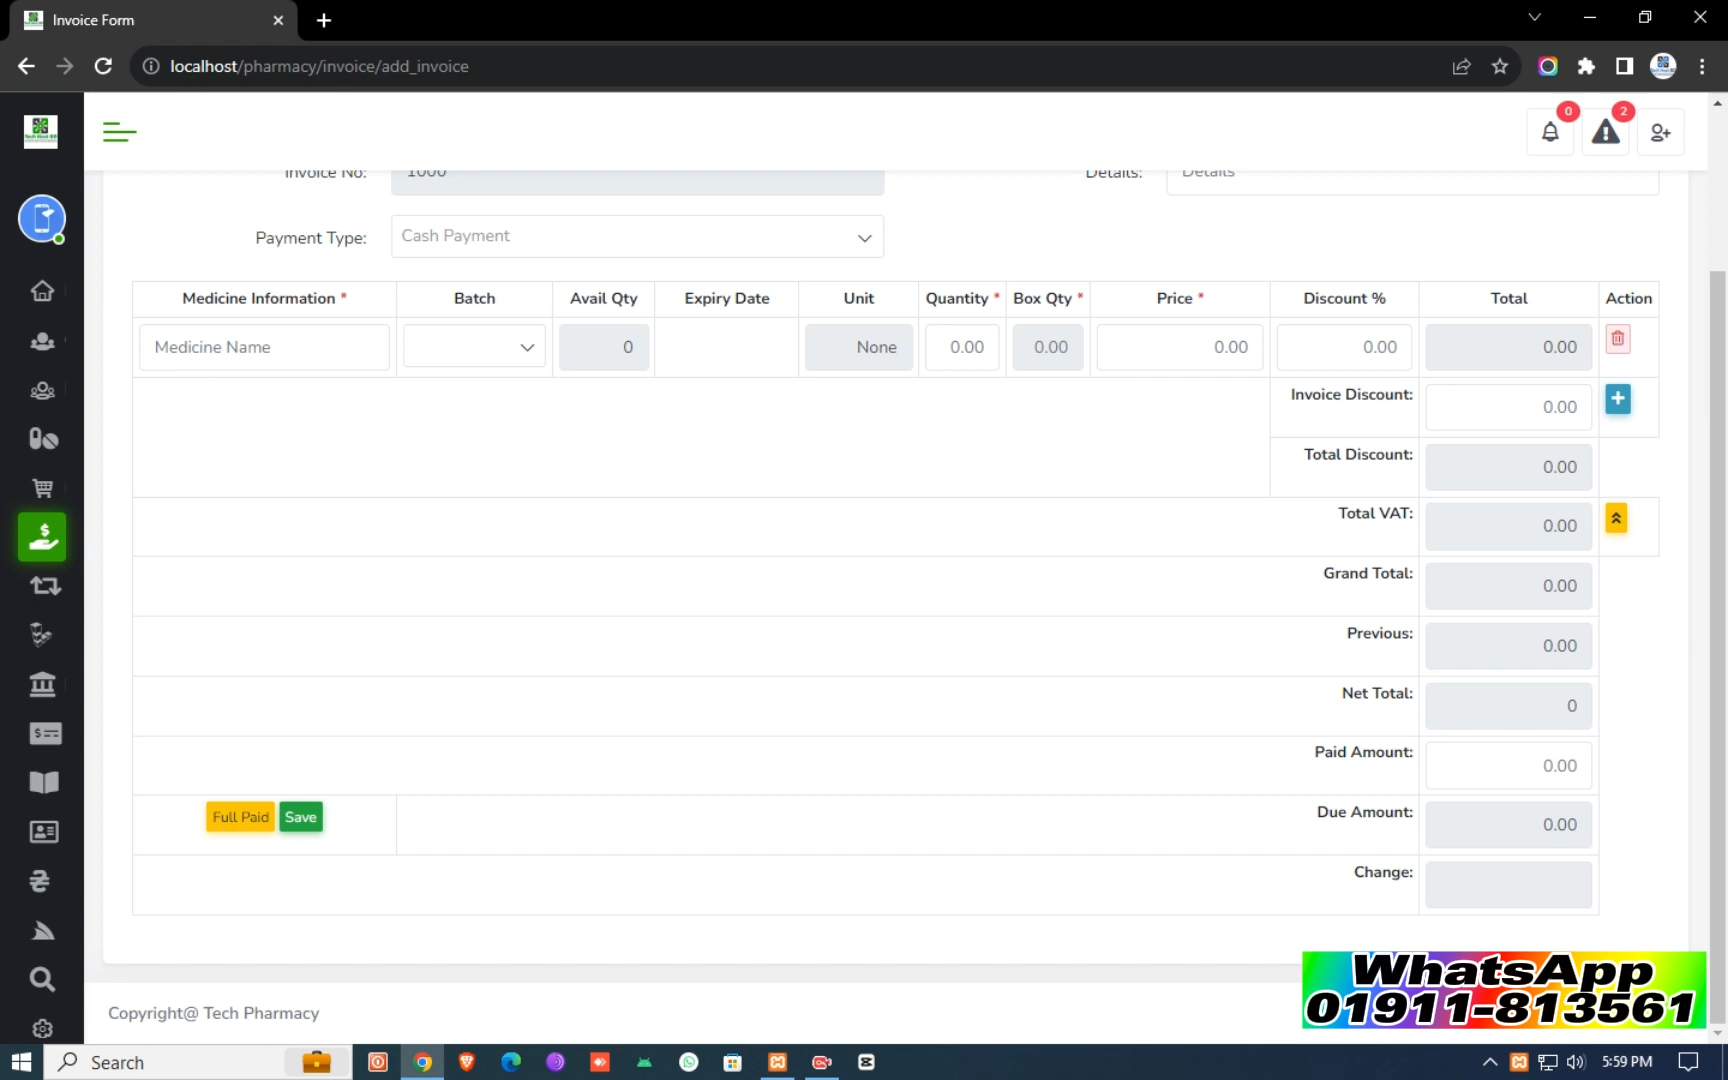 Invoice Form
localhost/pharmacy/invoice/add_invoice
0
2
Invoice No:
1000
Details:
Details
Payment Type:
Cash Payment
Medicine Information *
Batch
Avail Qty
Expiry Date
Unit
Quantity *
Box Qty *
Price *
Discount %
Total
Action
Medicine Name
0
None
0.00
0.00
0.00
0.00
0.00
Invoice Discount:
0.00
Total Discount:
0.00
Total VAT:
0.00
Grand Total:
0.00
Previous:
0.00
Net Total:
0
Paid Amount:
0.00
Full Paid
Save
Due Amount:
0.00
Change:
WhatsApp
01911-813561
Copyright@ Tech Pharmacy
Search
5:59 PM